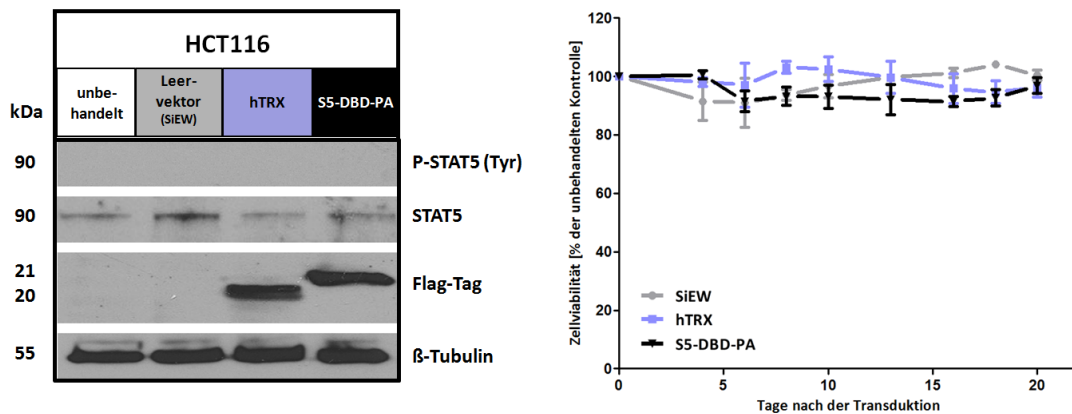 HCT116
kDa
unbe-
handelt
Leer-
vektor
(SiEW)
hTRX
S5-DBD-PA
90
P-STAT5 (Tyr)
90
STAT5
21
20
Flag-Tag
55
ß-Tubulin
Zellviabilität [% der unbehandelten Kontrolle]
120
100
80
60
40
20
0
SiEW
hTRX
S5-DBD-PA
0
5
10
15
20
Tage nach der Transduktion